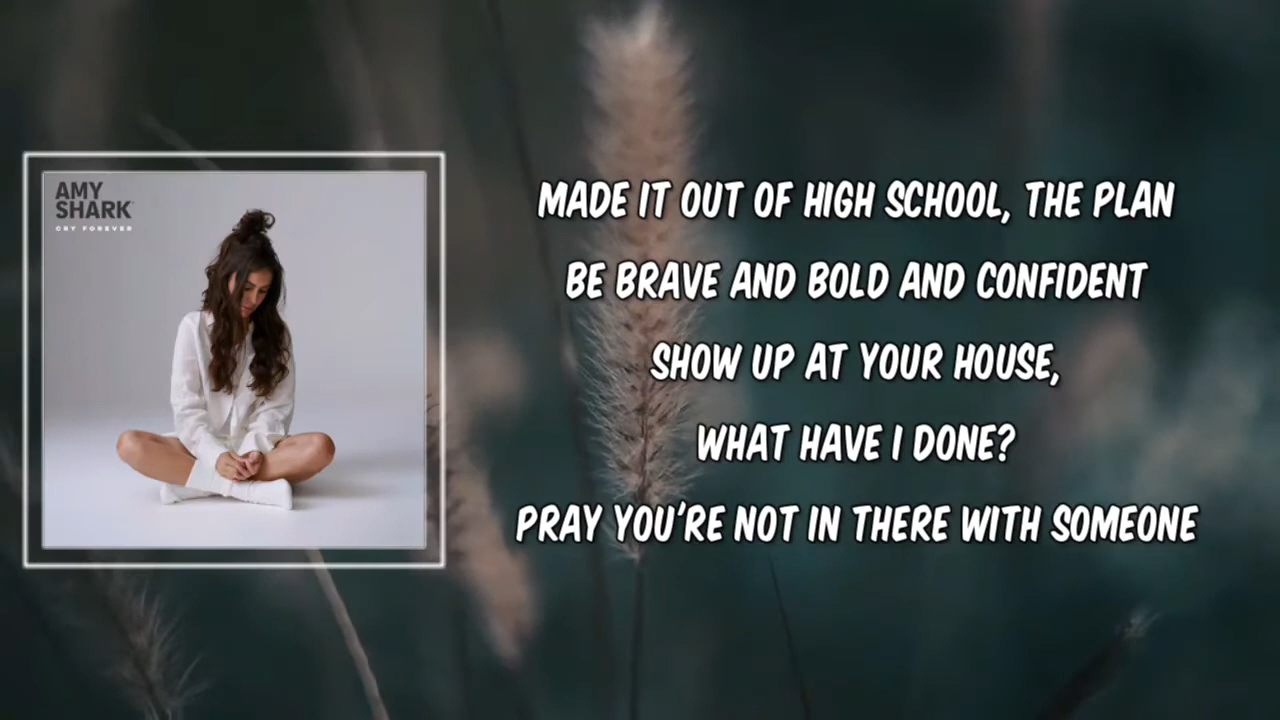 AMY
SHARK
CRY FOREVER
MADE IT OUT OF HIGH SCHOOL, THE PLAN
BE BRAVE AND BOLD AND CONFIDENT
SHOW UP AT YOUR HOUSE,
WHAT HAVE I DONE?
PRAY YOU'RE NOT IN THERE WITH SOMEONE